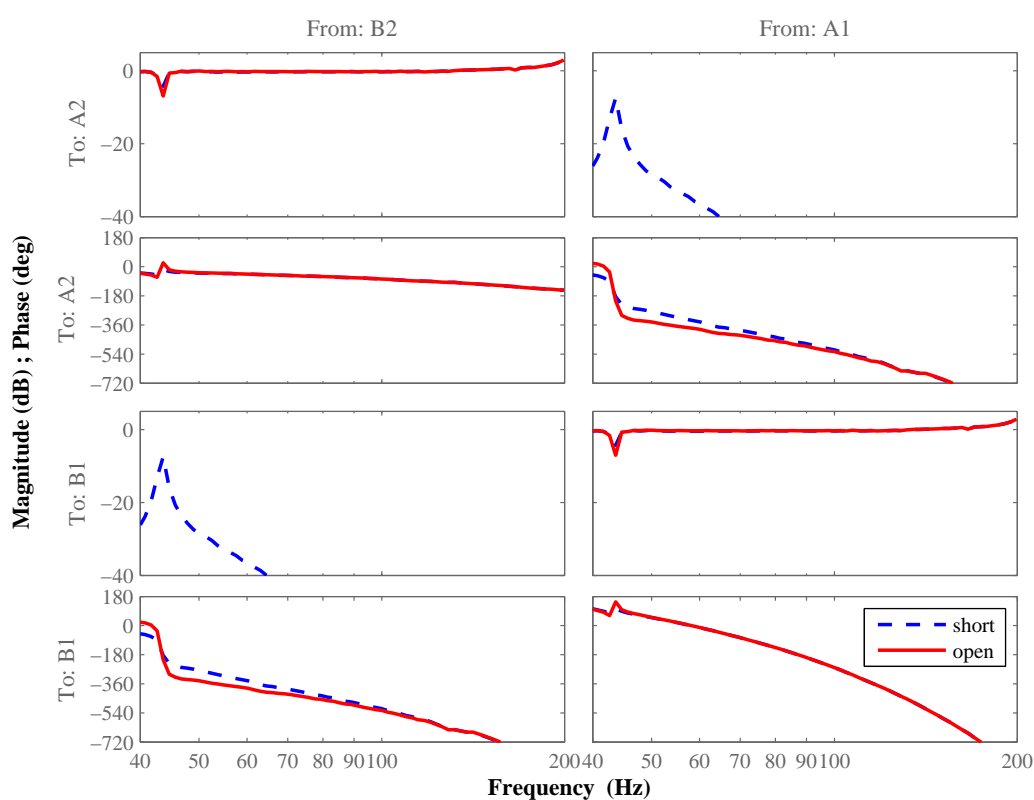 From: B2
From: A1
Magnitude (dB) ; Phase (deg)
To: A2
0
−20
−40
To: A2
180
0
−180
−360
−540
−720
To: B1
0
−20
−40
To: B1
180
0
−180
−360
−540
−720
short
open
40 50 60 70 80 90 100 200
40 50 60 70 80 90 100 200
Frequency (Hz)